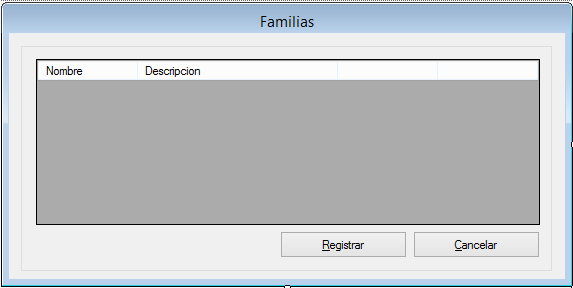 Familias
Nombre Descripcion
Registrar Cancelar